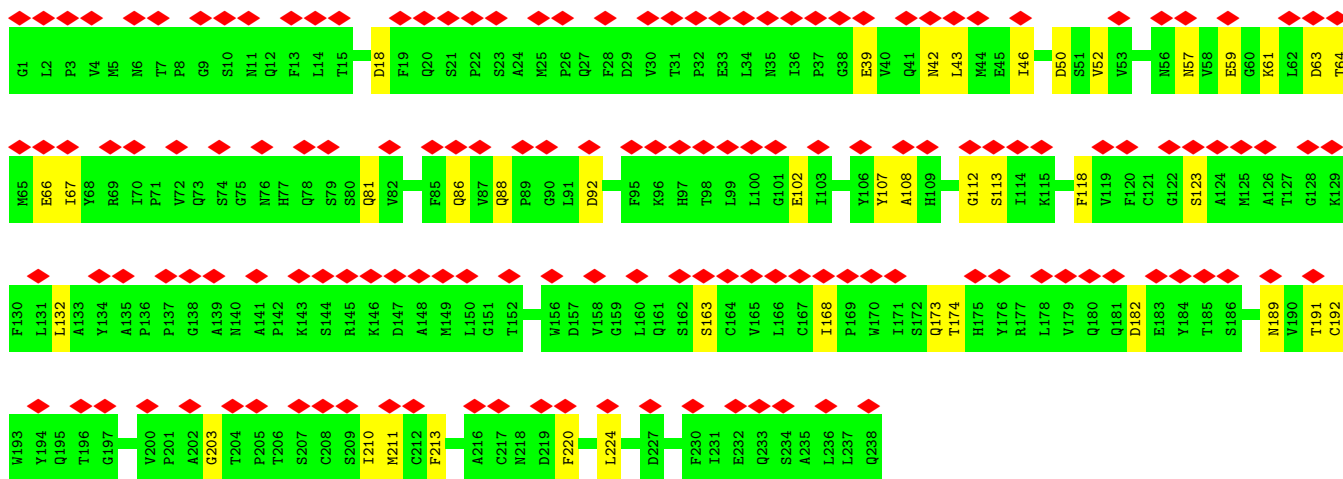 G1 L2 P3 V4 M5 N6 T7 P8 G9 S10 N11 Q12 F13 L14 T15 D18 F19 Q20 S21 P22 S23 A24 M25 P26 Q27 F28 D29 V30 T31 P32 E33 L34 N35 I36 P37 G38 E39 V40 Q41 N42 L43 M44 E45 I46 D50 S51 V52 V53 N56 N57 V58 E59 G60 K61 L62 D63 T64
M65 E66 I67 Y68 R69 I70 P71 V72 Q73 S74 G75 N76 H77 Q78 S79 S80 Q81 V82 F85 Q86 V87 Q88 P89 G90 L91 D92 F95 K96 H97 T98 L99 L100 G101 E102 I103 Y106 Y107 A108 H109 G112 S113 I114 K115 F118 V119 F120 C121 G122 S123 A124 M125 A126 T127 G128 K129
F130 L131 L132 A133 Y134 A135 P136 P137 G138 A139 N140 A141 P142 K143 S144 R145 K146 D147 A148 M149 L150 G151 T152 W156 D157 V158 G159 L160 Q161 S162 S163 C164 V165 L166 C167 I168 P169 W170 I171 S172 Q173 T174 H175 Y176 R177 L178 V179 Q180 Q181 D182 E183 Y184 T185 S186 N189 V190 T191 C192
W193 Y194 Q195 T196 G197 V200 P201 A202 G203 T204 P205 T206 S207 C208 S209 I210 M211 C212 F213 A216 C217 N218 D219 F220 L224 D227 F230 I231 E232 Q233 S234 A235 L236 L237 Q238